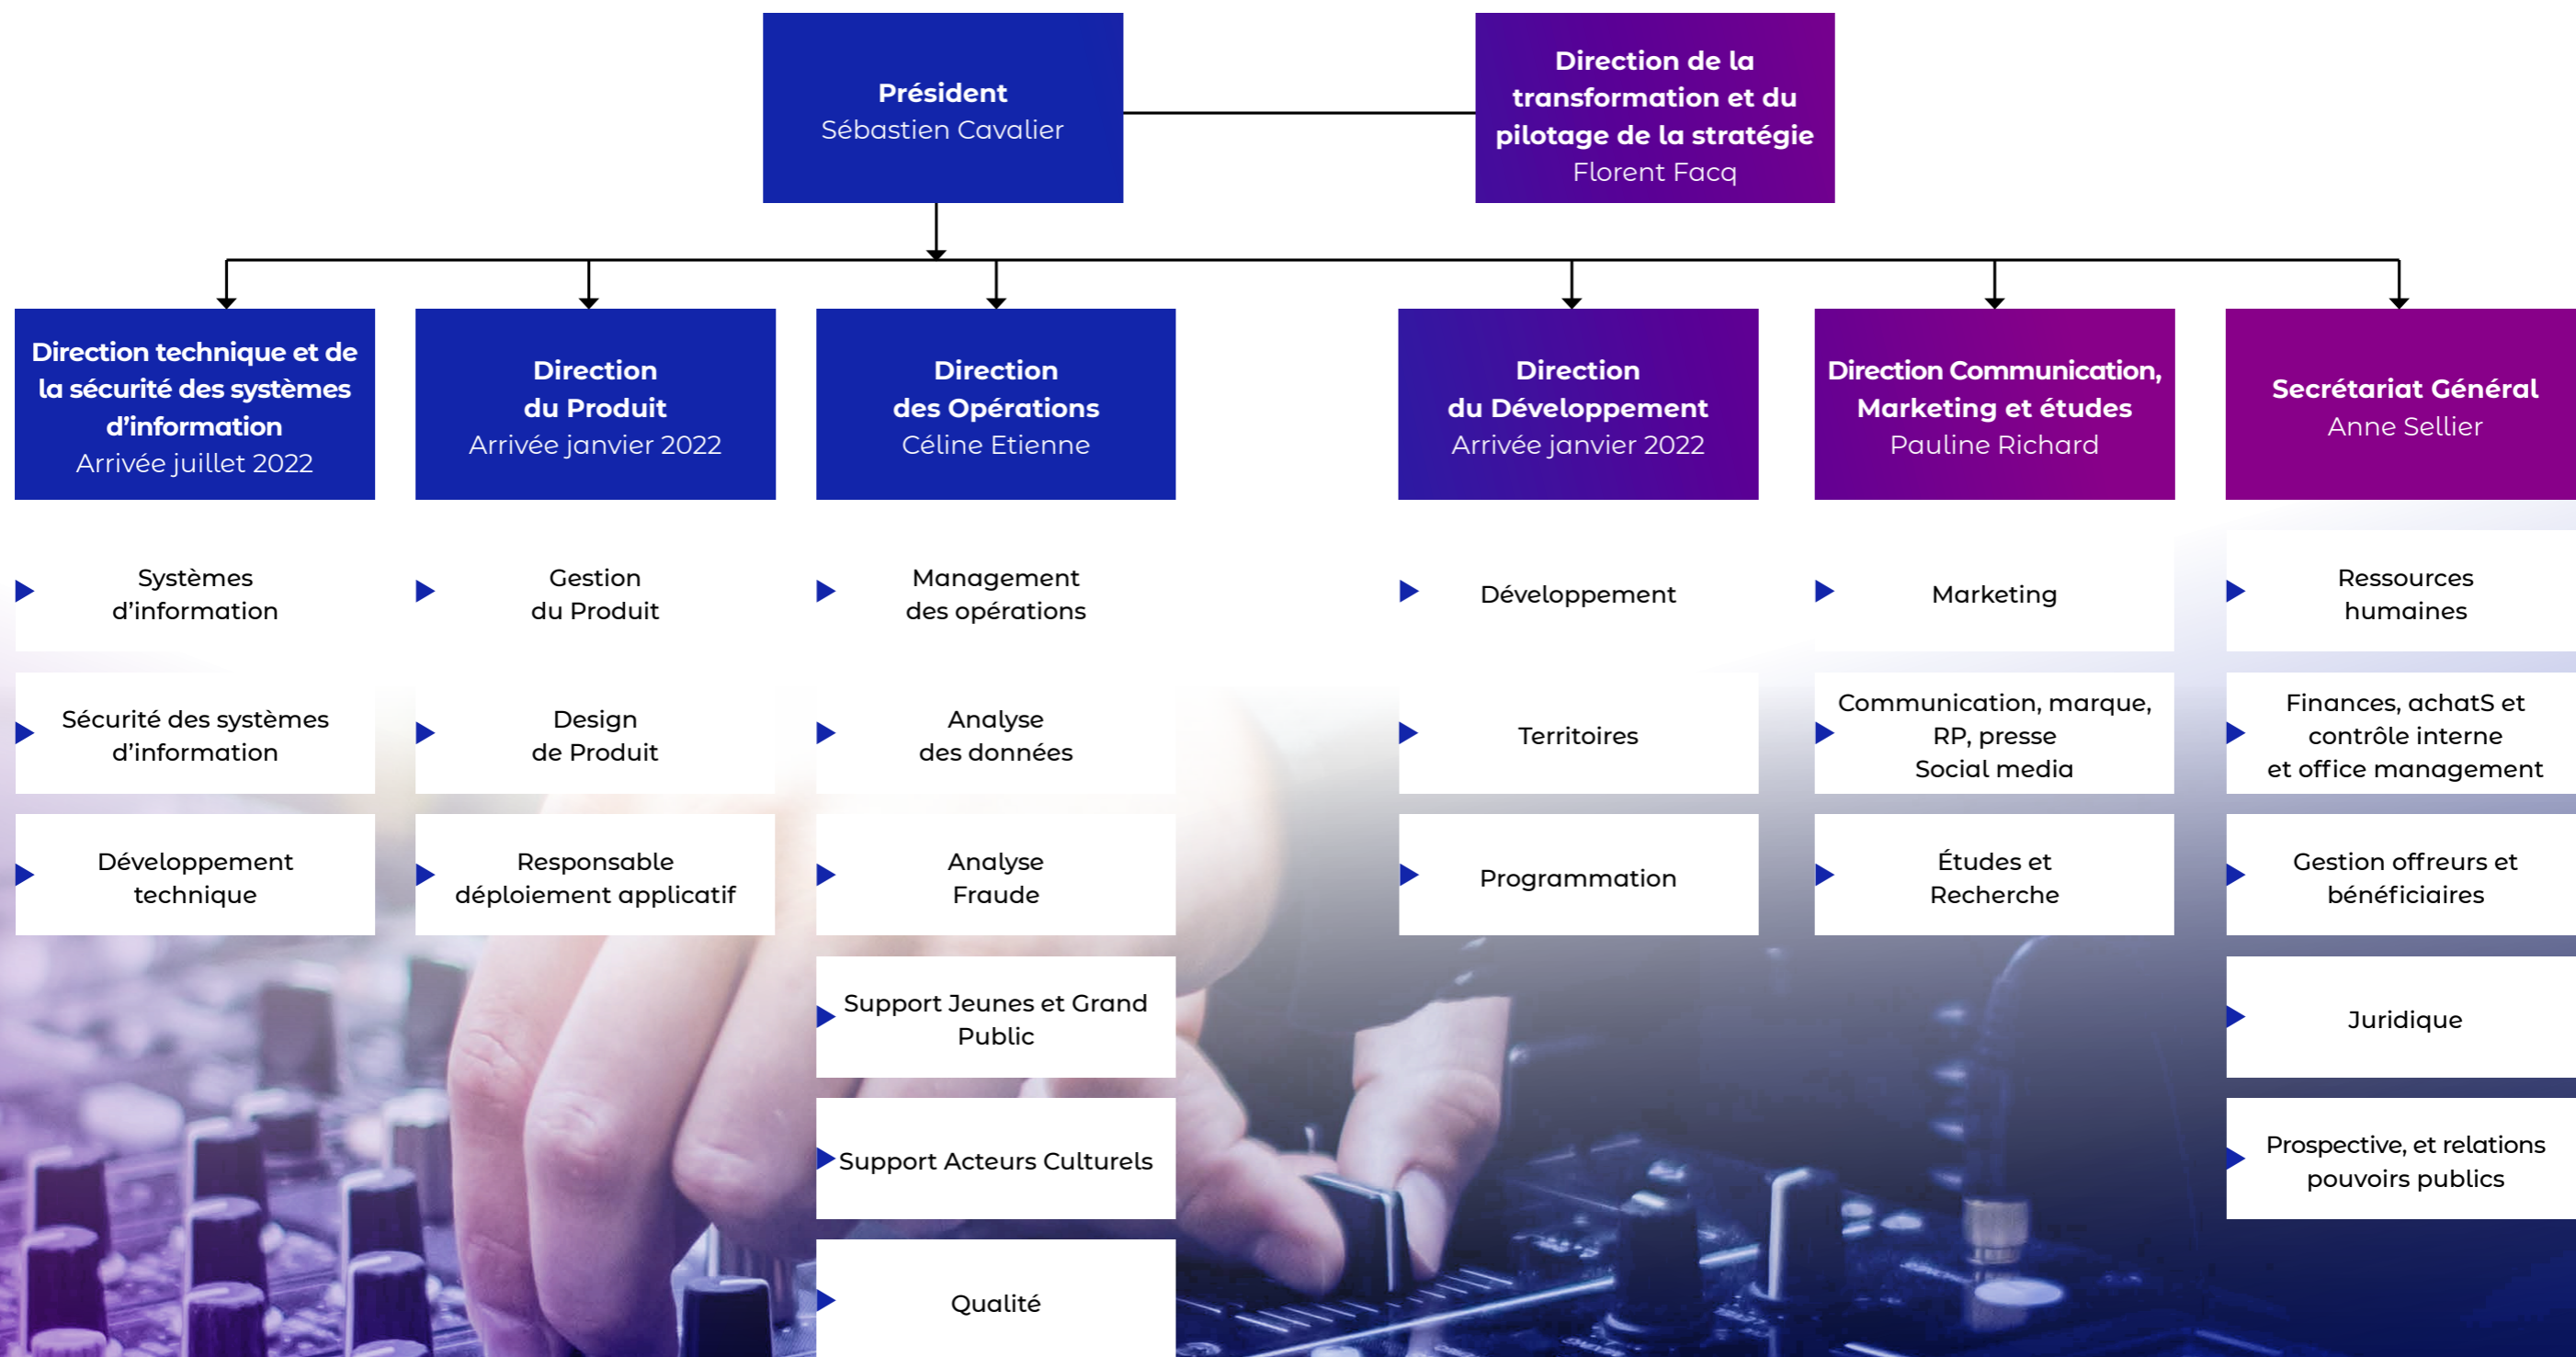 Président
Sébastien Cavalier
Direction de la
transformation et du
pilotage de la stratégie
Florent Facq
Direction technique et de
la sécurité des systèmes
d’information
Arrivée juillet 2022
Direction
du Produit
Arrivée janvier 2022
Direction
des Opérations
Céline Etienne
Direction
du Développement
Arrivée janvier 2022
Direction Communication,
Marketing et études
Pauline Richard
Secrétariat Général
Anne Sellier
Systèmes
d’information
Sécurité des systèmes
d’information
Développement
technique
Gestion
du Produit
Design
de Produit
Responsable
déploiement applicatif
Management
des opérations
Analyse
des données
Analyse
Fraude
Support Jeunes et Grand
Public
Support Acteurs Culturels
Qualité
Développement
Territoires
Programmation
Marketing
Communication, marque,
RP, presse
Social media
Études et
Recherche
Ressources
humaines
Finances, achatS et
contrôle interne
et office management
Gestion offreurs et
bénéficiaires
Juridique
Prospective, et relations
pouvoirs publics